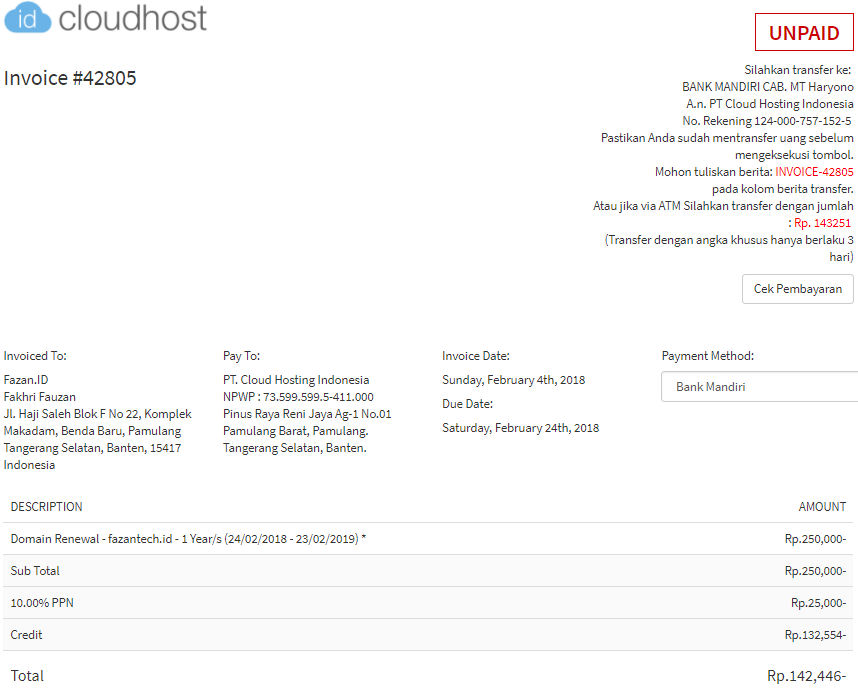 id cloudhost
UNPAID
Invoice #42805
Silahkan transfer ke:
BANK MANDIRI CAB. MT Haryono
A.n. PT Cloud Hosting Indonesia
No. Rekening 124-000-757-152-5
Pastikan Anda sudah mentransfer uang sebelum
mengeksekusi tombol.
Mohon tuliskan berita: INVOICE-42805
pada kolom berita transfer.
Atau jika via ATM Silahkan transfer dengan jumlah
: Rp. 143251
(Transfer dengan angka khusus hanya berlaku 3
hari)
Cek Pembayaran
Invoiced To:
Fazan.ID
Fakhri Fauzan
Jl. Haji Saleh Blok F No 22, Komplek
Makadam, Benda Baru, Pamulang
Tangerang Selatan, Banten, 15417
Indonesia
Pay To:
PT. Cloud Hosting Indonesia
NPWP : 73.599.599.5-411.000
Pinus Raya Reni Jaya Ag-1 No.01
Pamulang Barat, Pamulang.
Tangerang Selatan, Banten.
Invoice Date:
Sunday, February 4th, 2018
Due Date:
Saturday, February 24th, 2018
Payment Method:
Bank Mandiri
DESCRIPTION AMOUNT
Domain Renewal - fazantech.id - 1 Year/s (24/02/2018 - 23/02/2019) * Rp.250,000-
Sub Total Rp.250,000-
10.00% PPN Rp.25,000-
Credit Rp.132,554-
Total Rp.142,446-